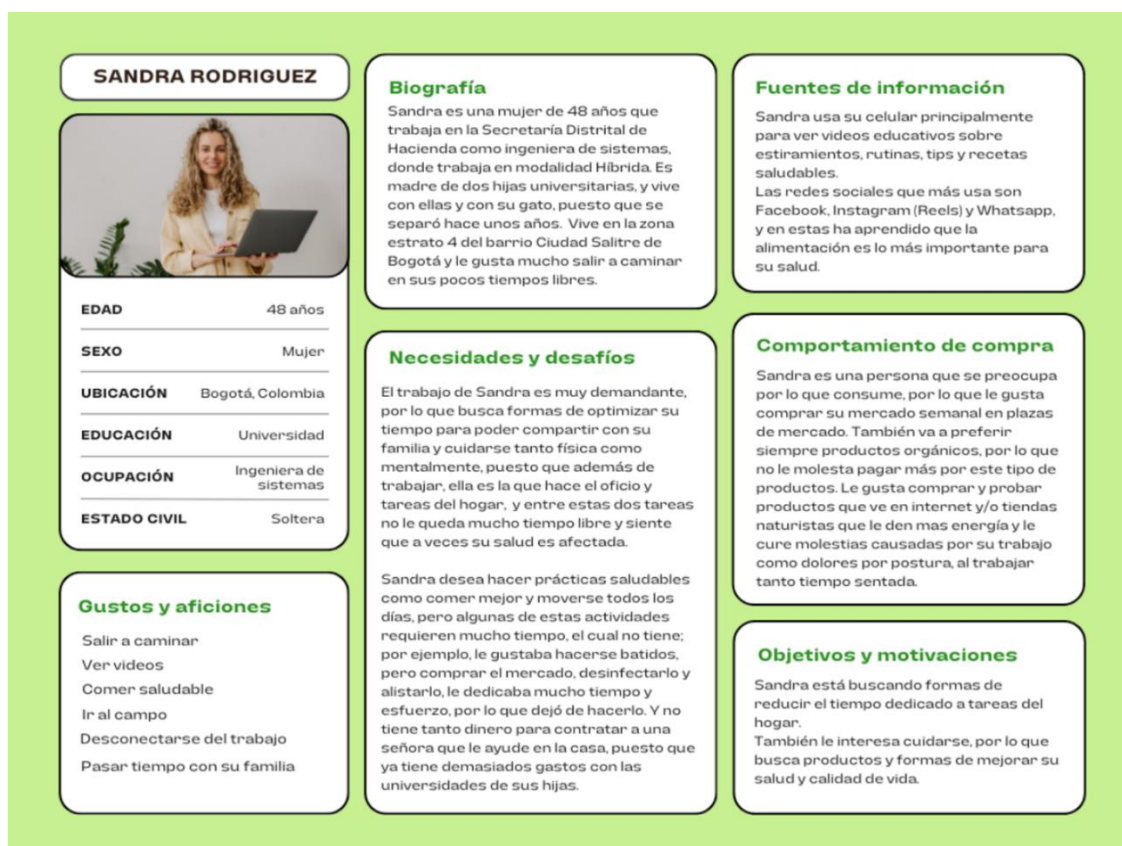 SANDRA RODRIGUEZ
EDAD 48 años
SEXO Mujer
UBICACIÓN Bogotá, Colombia
EDUCACIÓN Universidad
OCUPACIÓN Ingeniera de
sistemas
ESTADO CIVIL Soltera
Gustos y aficiones
Salir a caminar
Ver videos
Comer saludable
Ir al campo
Desconectarse del trabajo
Pasar tiempo con su familia
Biografía
Sandra es una mujer de 48 años que
trabaja en la Secretaría Distrital de
Hacienda como ingeniera de sistemas,
donde trabaja en modalidad Híbrida. Es
madre de dos hijas universitarias, y vive
con ellas y con su gato, puesto que se
separó hace unos años. Vive en la zona
estrato 4 del barrio Ciudad Salitre de
Bogotá y le gusta mucho salir a caminar
en sus pocos tiempos libres.
Necesidades y desafíos
El trabajo de Sandra es muy demandante,
por lo que busca formas de optimizar su
tiempo para poder compartir con su
familia y cuidarse tanto física como
mentalmente, puesto que además de
trabajar, ella es la que hace el oficio y
tareas del hogar, y entre estas dos tareas
no le queda mucho tiempo libre y siente
que a veces su salud es afectada.
Sandra desea hacer prácticas saludables
como comer mejor y moverse todos los
días, pero algunas de estas actividades
requieren mucho tiempo, el cual no tiene;
por ejemplo, le gustaba hacerse batidos,
pero comprar el mercado, desinfectarlo y
alistarlo, le dedicaba mucho tiempo y
esfuerzo, por lo que dejó de hacerlo. Y no
tiene tanto dinero para contratar a una
señora que le ayude en la casa, puesto que
ya tiene demasiados gastos con las
universidades de sus hijas.
Fuentes de información
Sandra usa su celular principalmente
para ver videos educativos sobre
estiramientos, rutinas, tips y recetas
saludables.
Las redes sociales que más usa son
Facebook, Instagram (Reels) y Whatsapp,
y en estas ha aprendido que la
alimentación es lo más importante para
su salud.
Comportamiento de compra
Sandra es una persona que se preocupa
por lo que consume, por lo que le gusta
comprar su mercado semanal en plazas
de mercado. También va a preferir
siempre productos orgánicos, por lo que
no le molesta pagar más por este tipo de
productos. Le gusta comprar y probar
productos que ve en internet y/o tiendas
naturistas que le den mas energía y le
cure molestias causadas por su trabajo
como dolores por postura, al trabajar
tanto tiempo sentada.
Objetivos y motivaciones
Sandra está buscando formas de
reducir el tiempo dedicado a tareas del
hogar.
También le interesa cuidarse, por lo que
busca productos y formas de mejorar su
salud y calidad de vida.